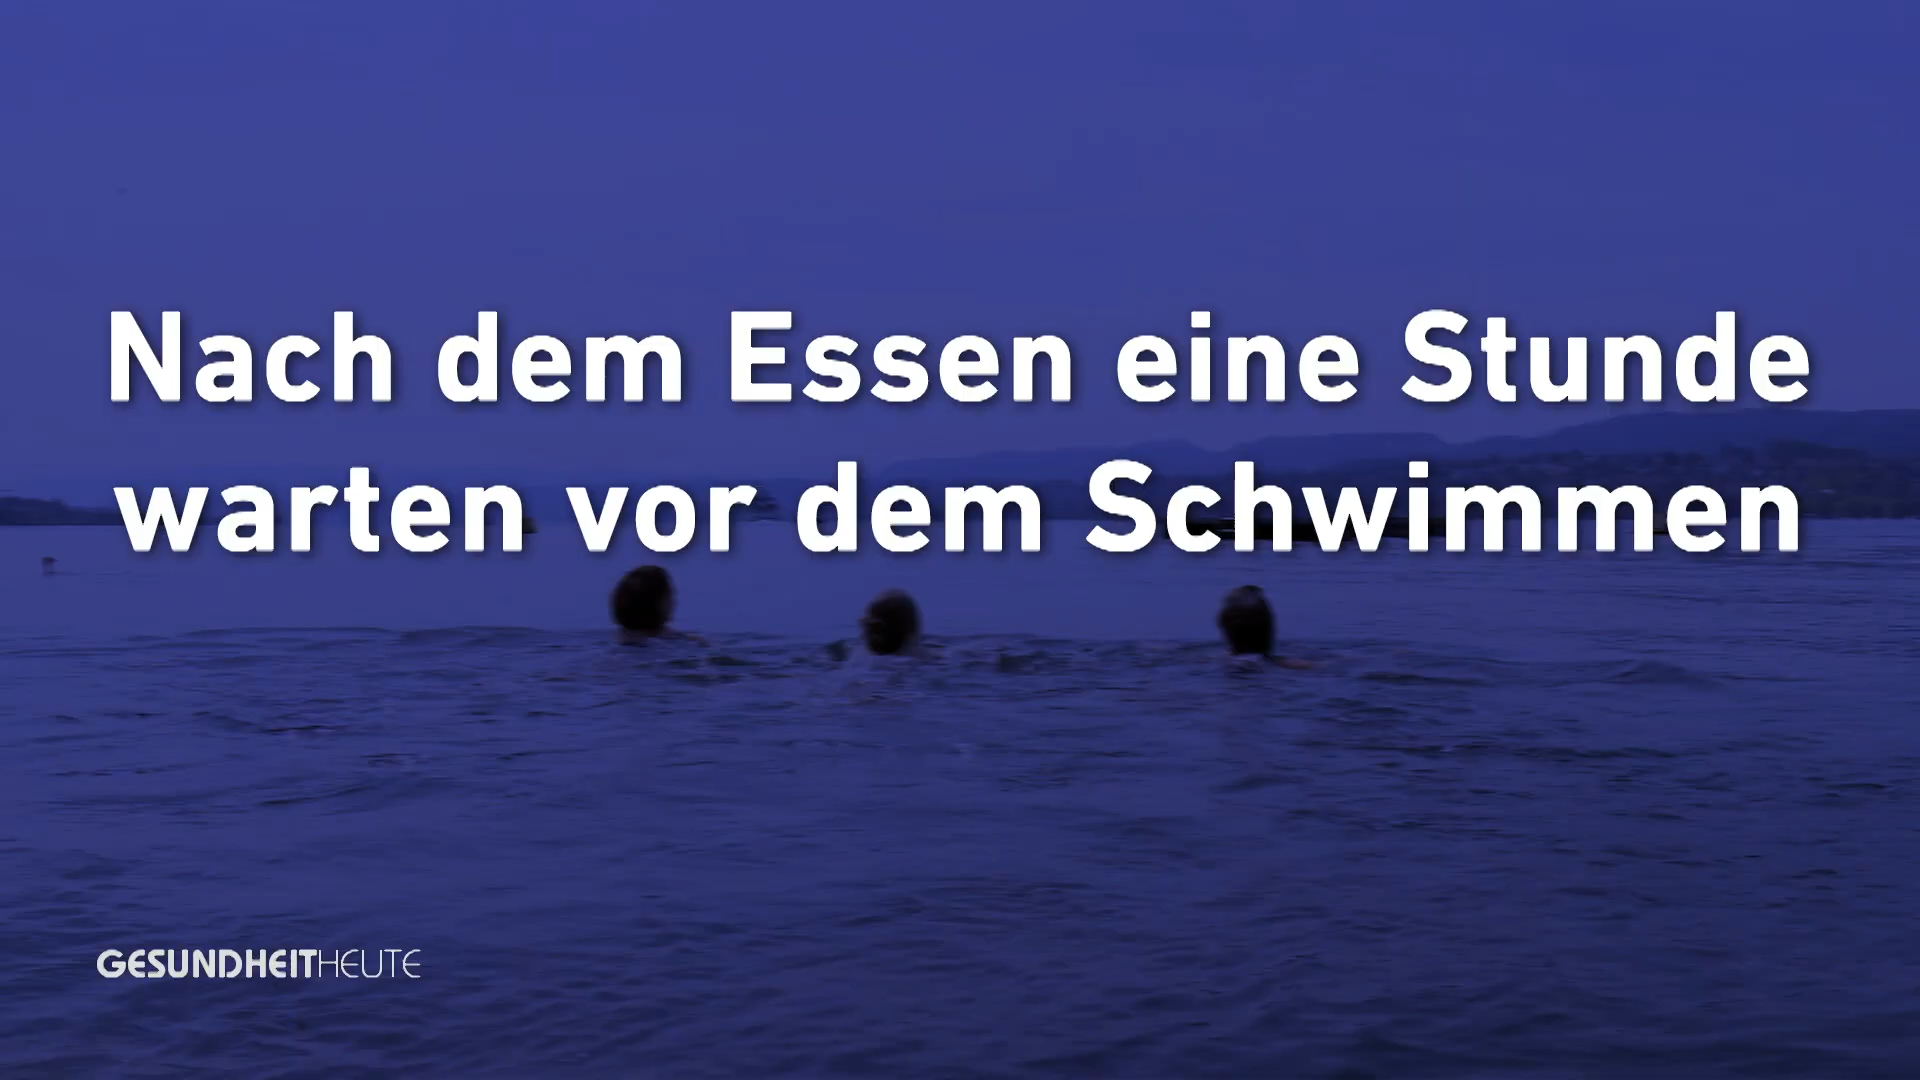 Nach dem Essen eine Stunde
warten vor dem Schwimmen
GESUNDHEITHEUTE